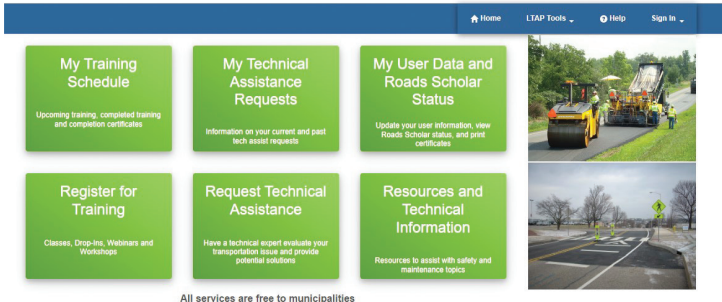 Home LTAP Tools Help Sign In
My Training
Schedule
Upcoming training, completed training
and completion certificates
My Technical
Assistance
Requests
Information on your current and past
tech assist requests
My User Data and
Roads Scholar
Status
Update your user information, view
Roads Scholar status, and print
certificates
Register for
Training
Classes, Drop-Ins, Webinars and
Workshops
Request Technical
Assistance
Have a technical expert evaluate your
transportation issue and provide
potential solutions
Resources and
Technical
Information
Resources to assist with safety and
maintenance topics
All services are free to municipalities